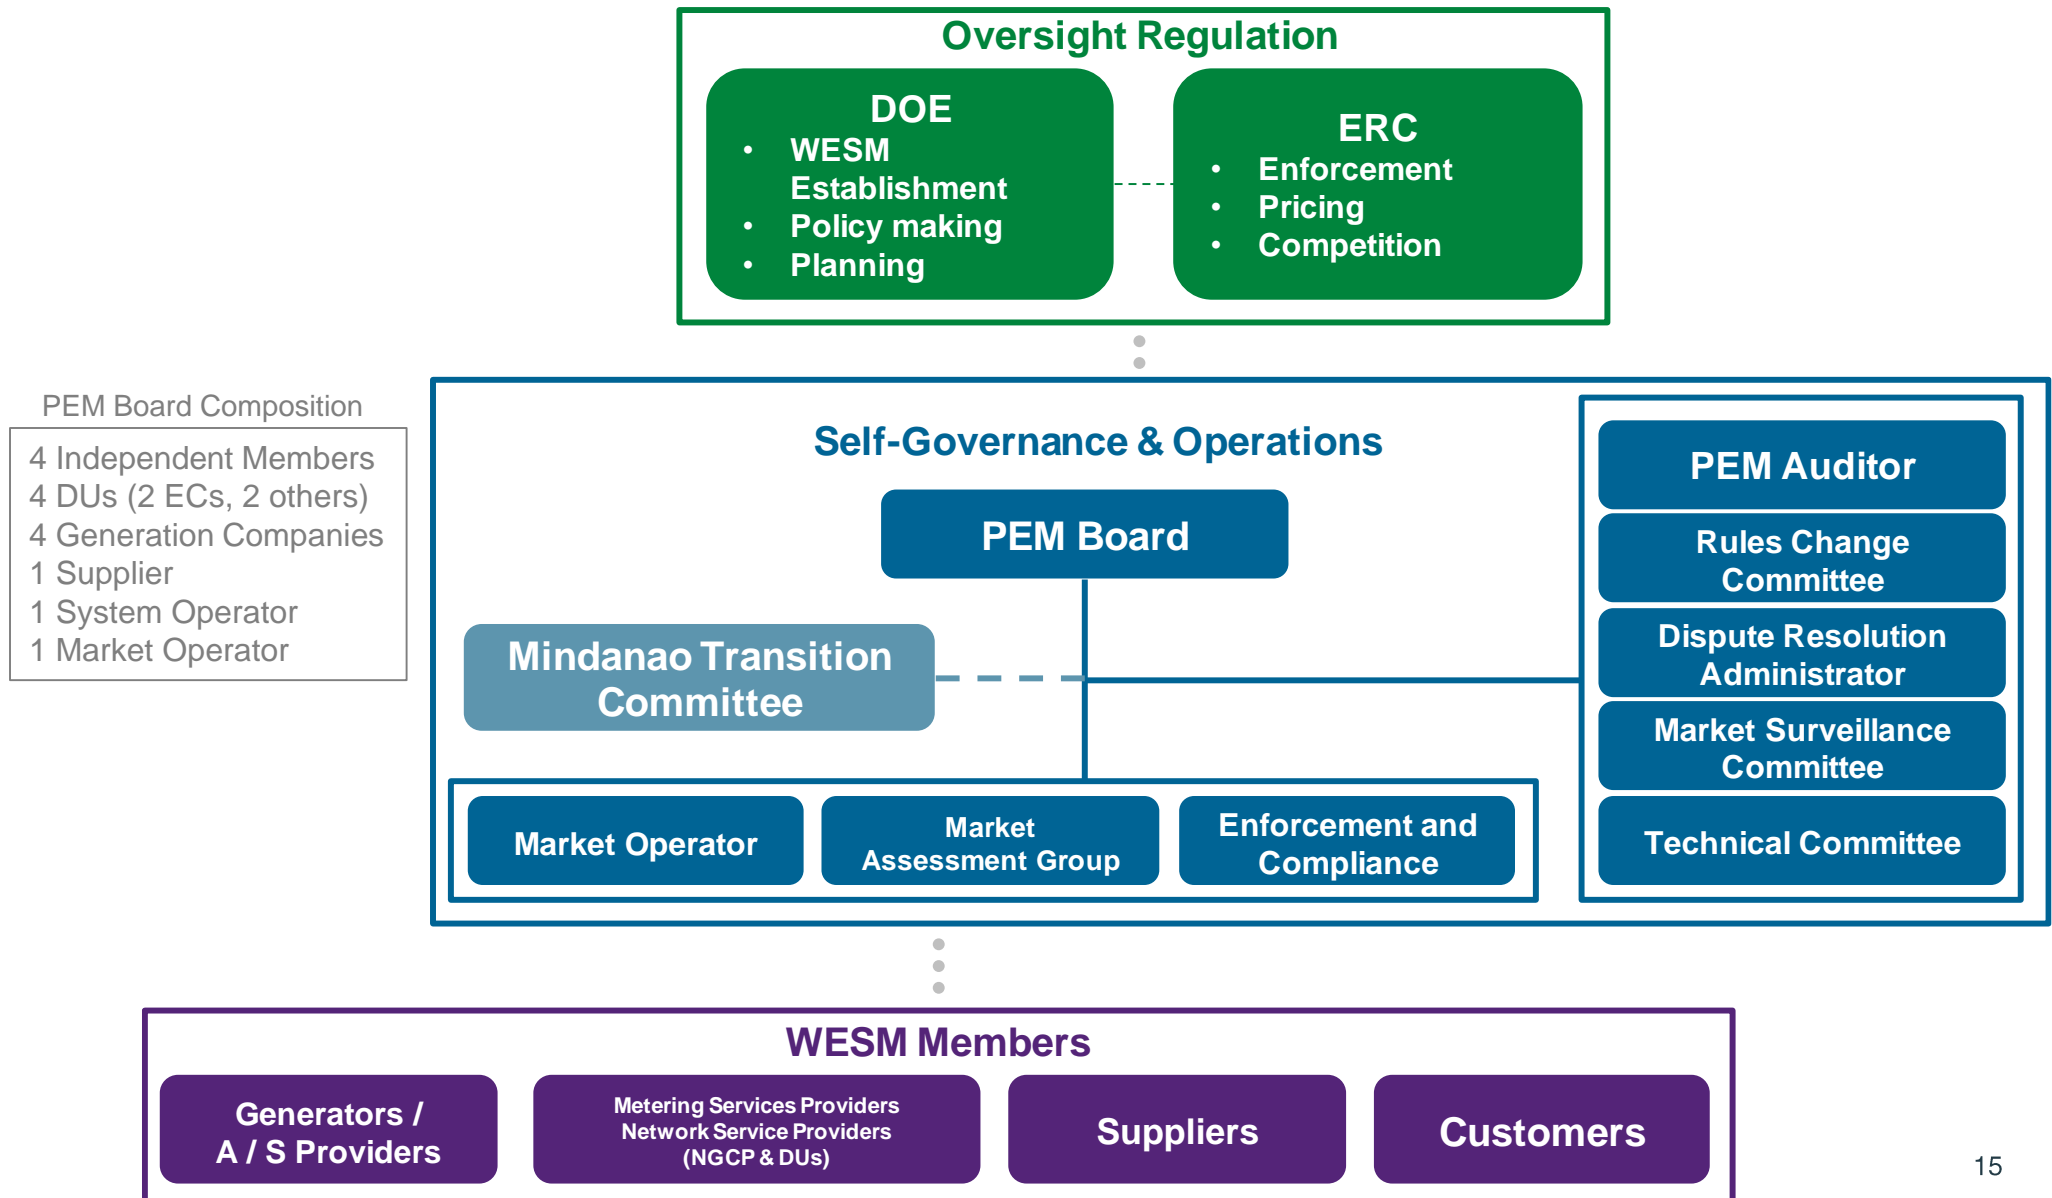 Oversight Regulation
DOE
• WESM
Establishment
• Policy making
• Planning
ERC
• Enforcement
• Pricing
• Competition
PEM Board Composition
4 Independent Members
4 DUs (2 ECs, 2 others)
4 Generation Companies
1 Supplier
1 System Operator
1 Market Operator
Self-Governance & Operations
PEM Board
Mindanao Transition
Committee
Market Operator
Market
Assessment Group
Enforcement and
Compliance
PEM Auditor
Rules Change
Committee
Dispute Resolution
Administrator
Market Surveillance
Committee
Technical Committee
WESM Members
Generators /
A / S Providers
Metering Services Providers
Network Service Providers
(NGCP & DUs)
Suppliers
Customers
15